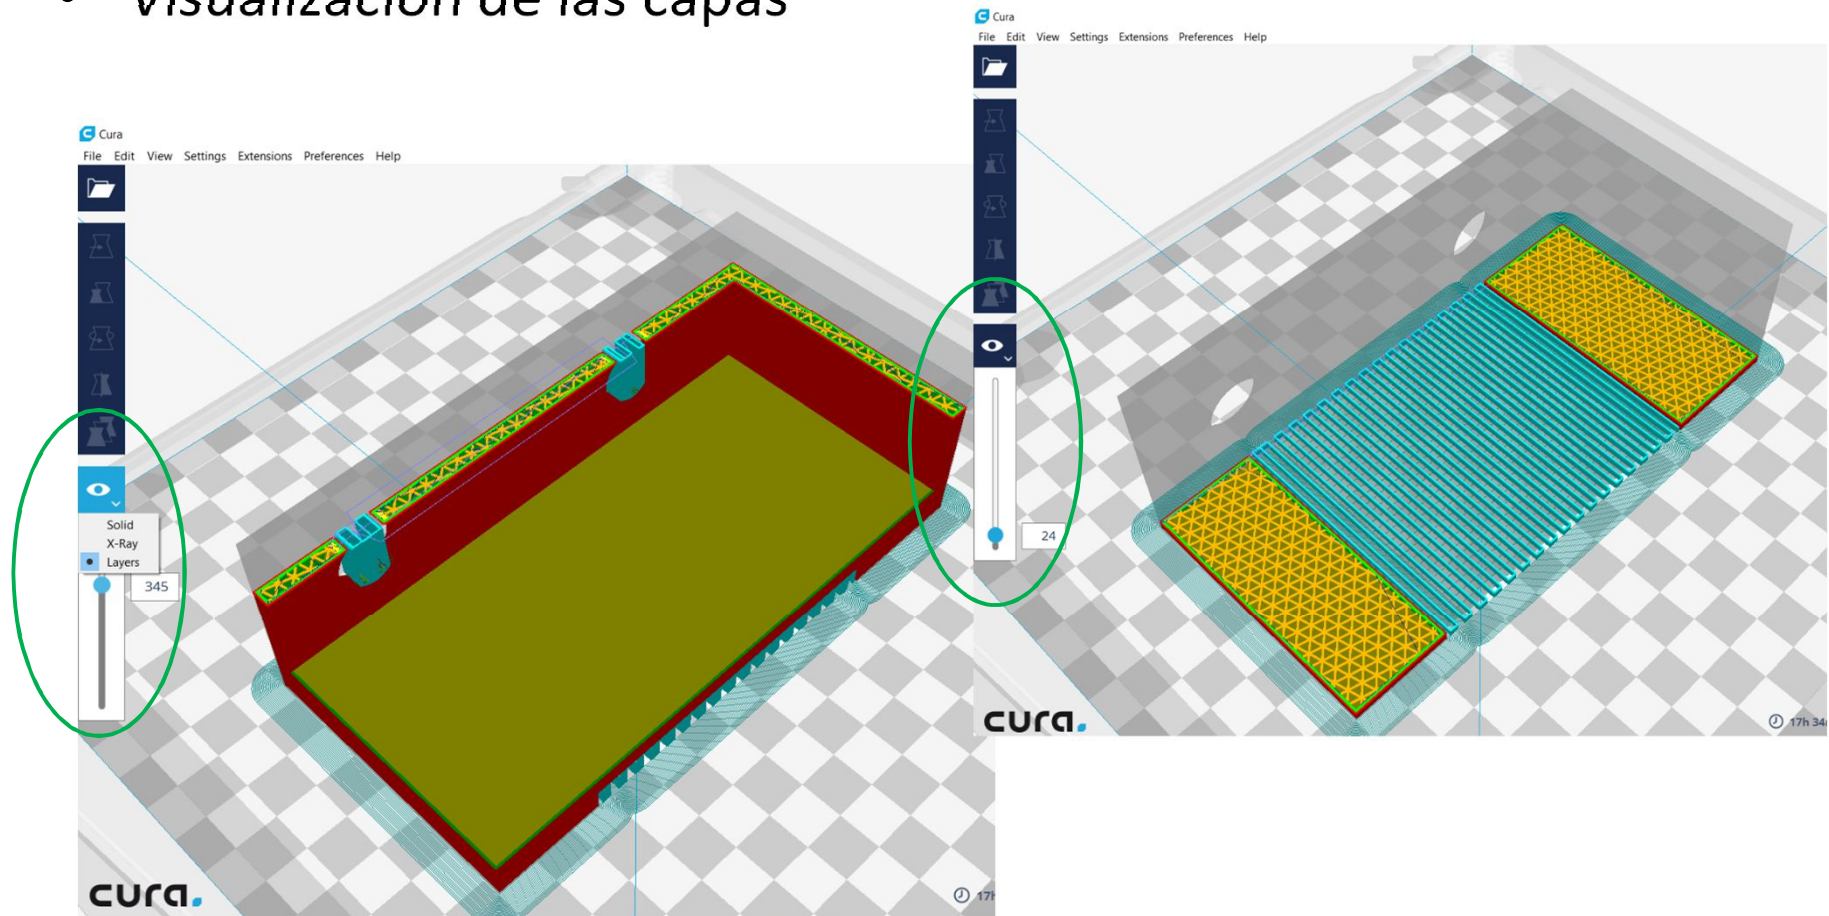 • Visualización de las capas
Cura
File Edit View Settings Extensions Preferences Help
Solid
X-Ray
• Layers
345
cura.
17h
Cura
File Edit View Settings Extensions Preferences Help
24
cura.
17h 34